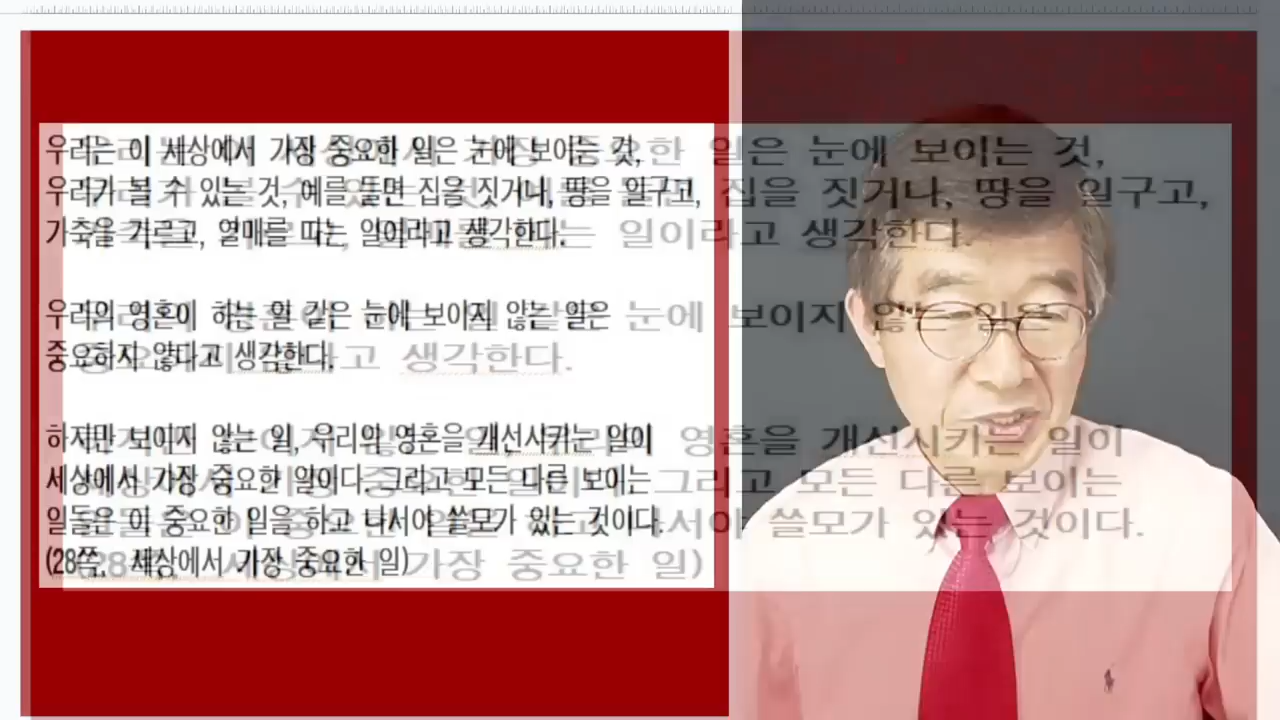 우리는 이 세상에서 가장 중요한 일은 눈에 보이는 것,
우리가 볼 수 있는 것, 예를 들면 집을 짓거나, 땅을 일구고,
가축을 기르고, 열매를 따는 일이라고 생각한다.
우리의 영혼이 하는 일 같은 눈에 보이지 않는 일은
중요하지 않다고 생각한다.
하지만 보이지 않는 일, 우리의 영혼을 개선시키는 일이
세상에서 가장 중요한 일이다. 그리고 모든 다른 보이는
일들은 이 중요한 일을 하고 나서야 쓸모가 있는 것이다.
(28쪽, 세상에서 가장 중요한 일)